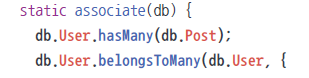 static associate(db) {
db.User.hasMany(db.Post);
db.User.belongsToMany(db.User, {